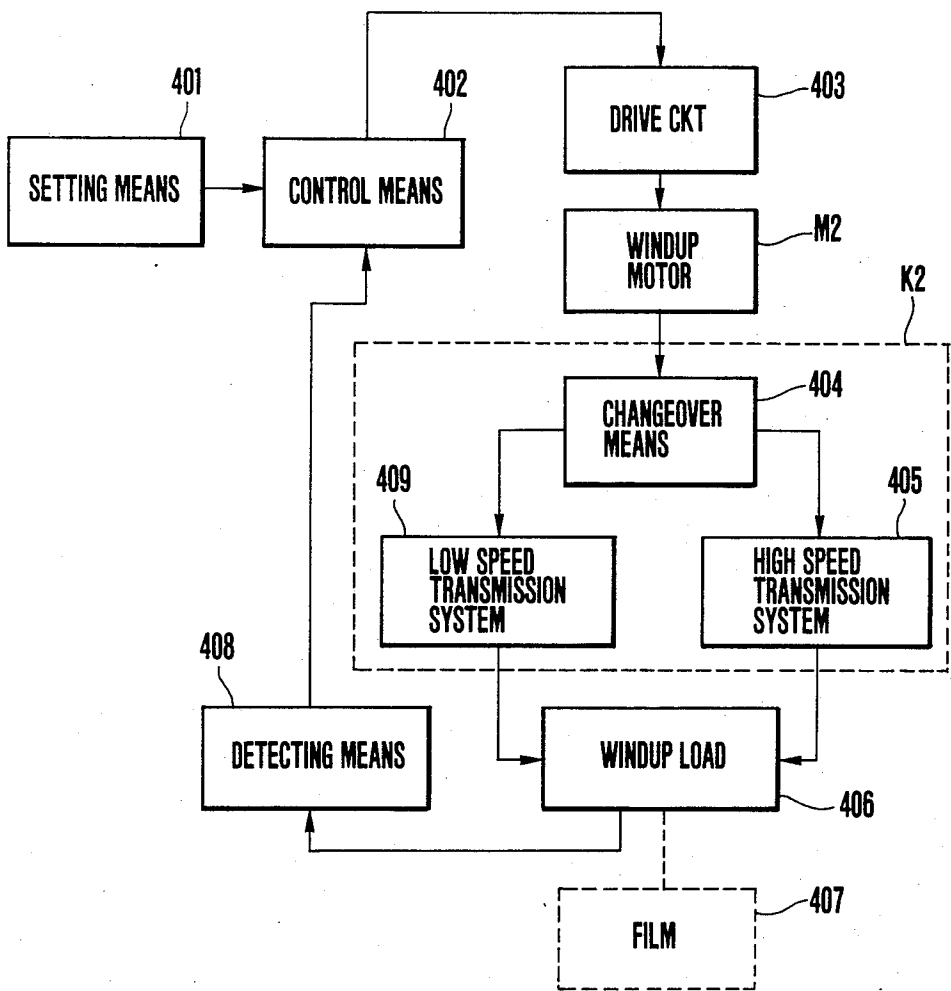 401
SETTING MEANS
402
CONTROL MEANS
403
DRIVE CKT
M2
WINDUP
MOTOR
K2
404
CHANGEOVER
MEANS
409
LOW SPEED
TRANSMISSION
SYSTEM
405
HIGH SPEED
TRANSMISSION
SYSTEM
408
DETECTING MEANS
WINDUP LOAD
406
FILM
407